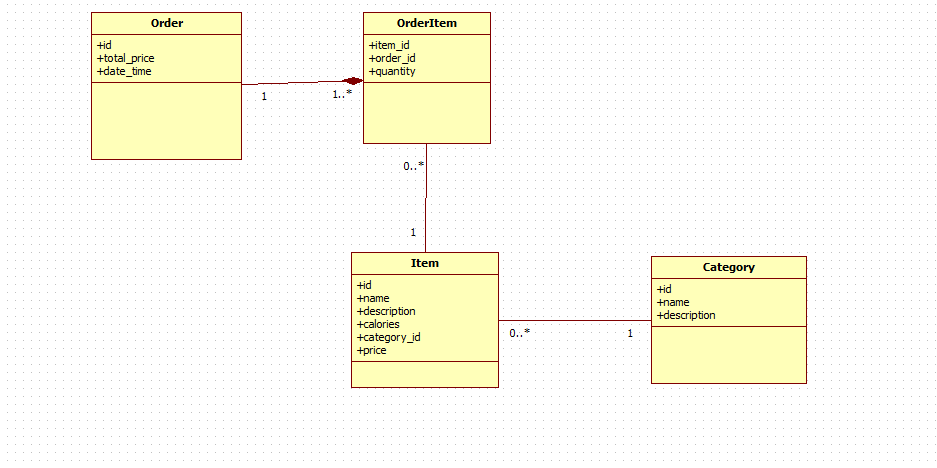 Order
+id
+total_price
+date_time
OrderItem
+item_id
+order_id
+quantity
1
1..*
0..*
1
Item
+id
+name
+description
+calories
+category_id
+price
0..*
1
Category
+id
+name
+description